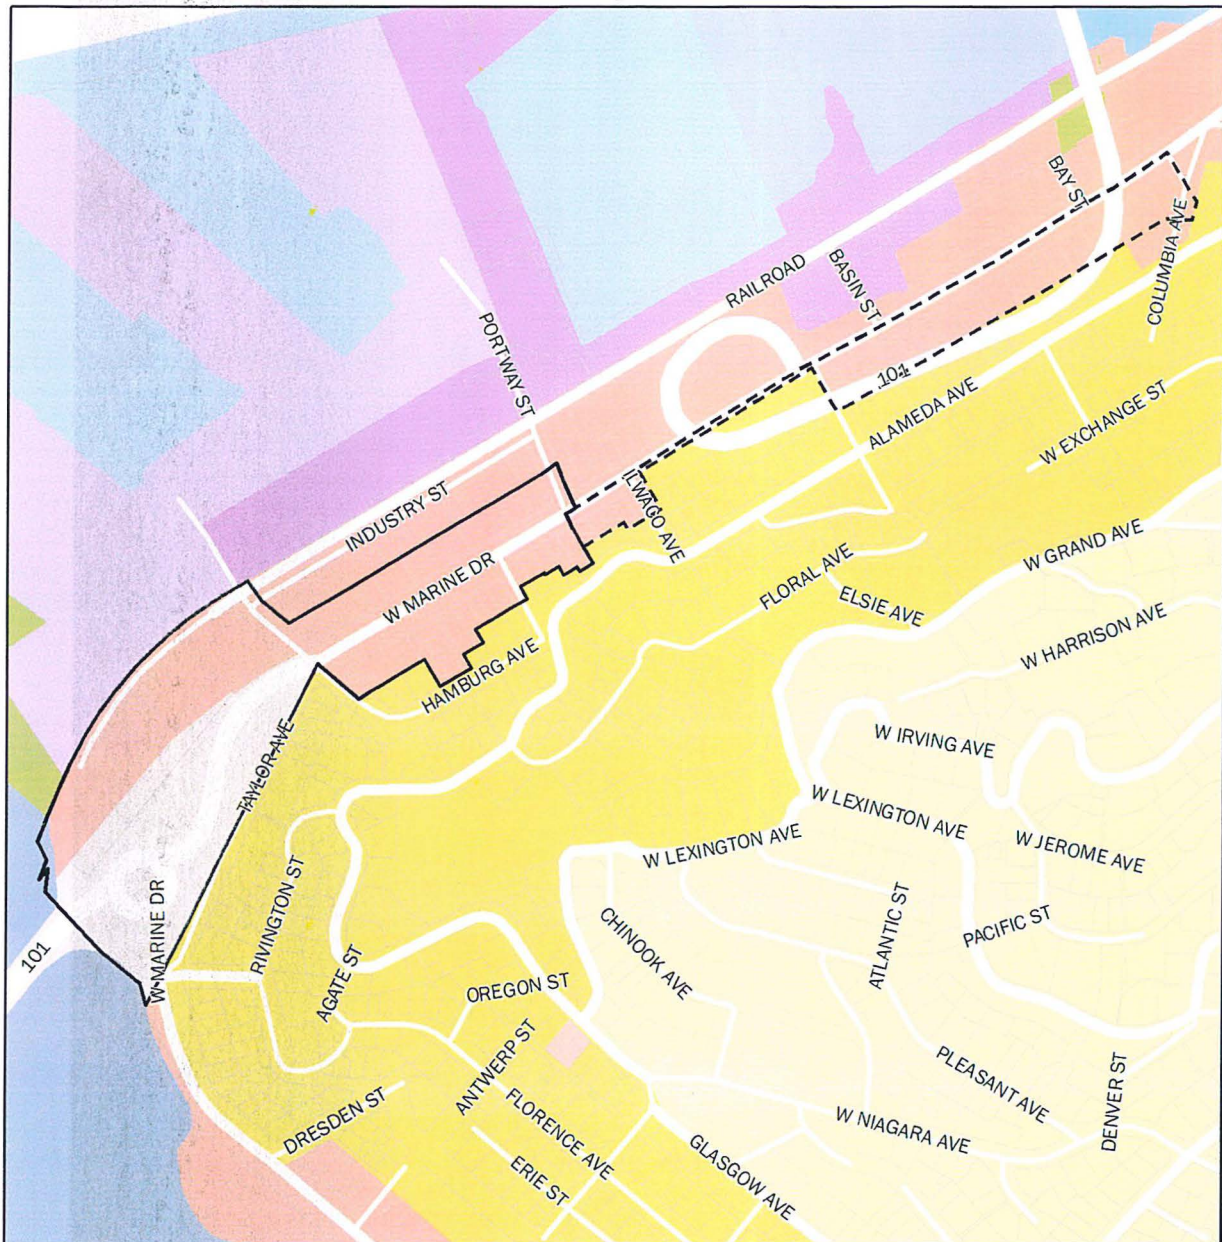 BAY ST
COLUMBIA AVE
RAILROAD
BASIN ST
PORTWAY ST
101
ALAMEDA AVE
W EXCHANGE ST
INDUSTRY ST
ILWACO AVE
W MARINE DR
W GRAND AVE
FLORAL AVE
ELSIE AVE
W HARRISON AVE
HAMBURG AVE
W IRVING AVE
TAYLOR AVE
W LEXINGTON AVE
W LEXINGTON AVE
W JEROME AVE
RIVINGTON ST
W MARINE DR
101
CHINOOK AVE
ATLANTIC ST
PACIFIC ST
AGATE ST
OREGON ST
ANTWERP ST
PLEASANT AVE
DENVER ST
DRESDEN ST
FLORENCE AVE
W NIAGARA AVE
ERIE ST
GLASGOW AVE